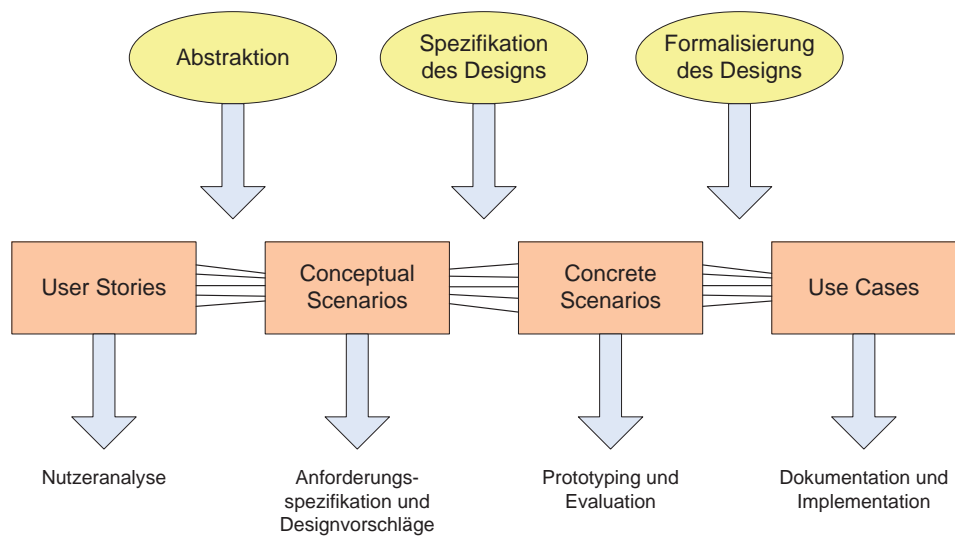 Abstraktion
Spezifikation
des Designs
Formalisierung
des Designs
User Stories
Conceptual
Scenarios
Concrete
Scenarios
Use Cases
Nutzeranalyse
Anforderungs-
spezifikation und
Designvorschläge
Prototyping und
Evaluation
Dokumentation und
Implementation